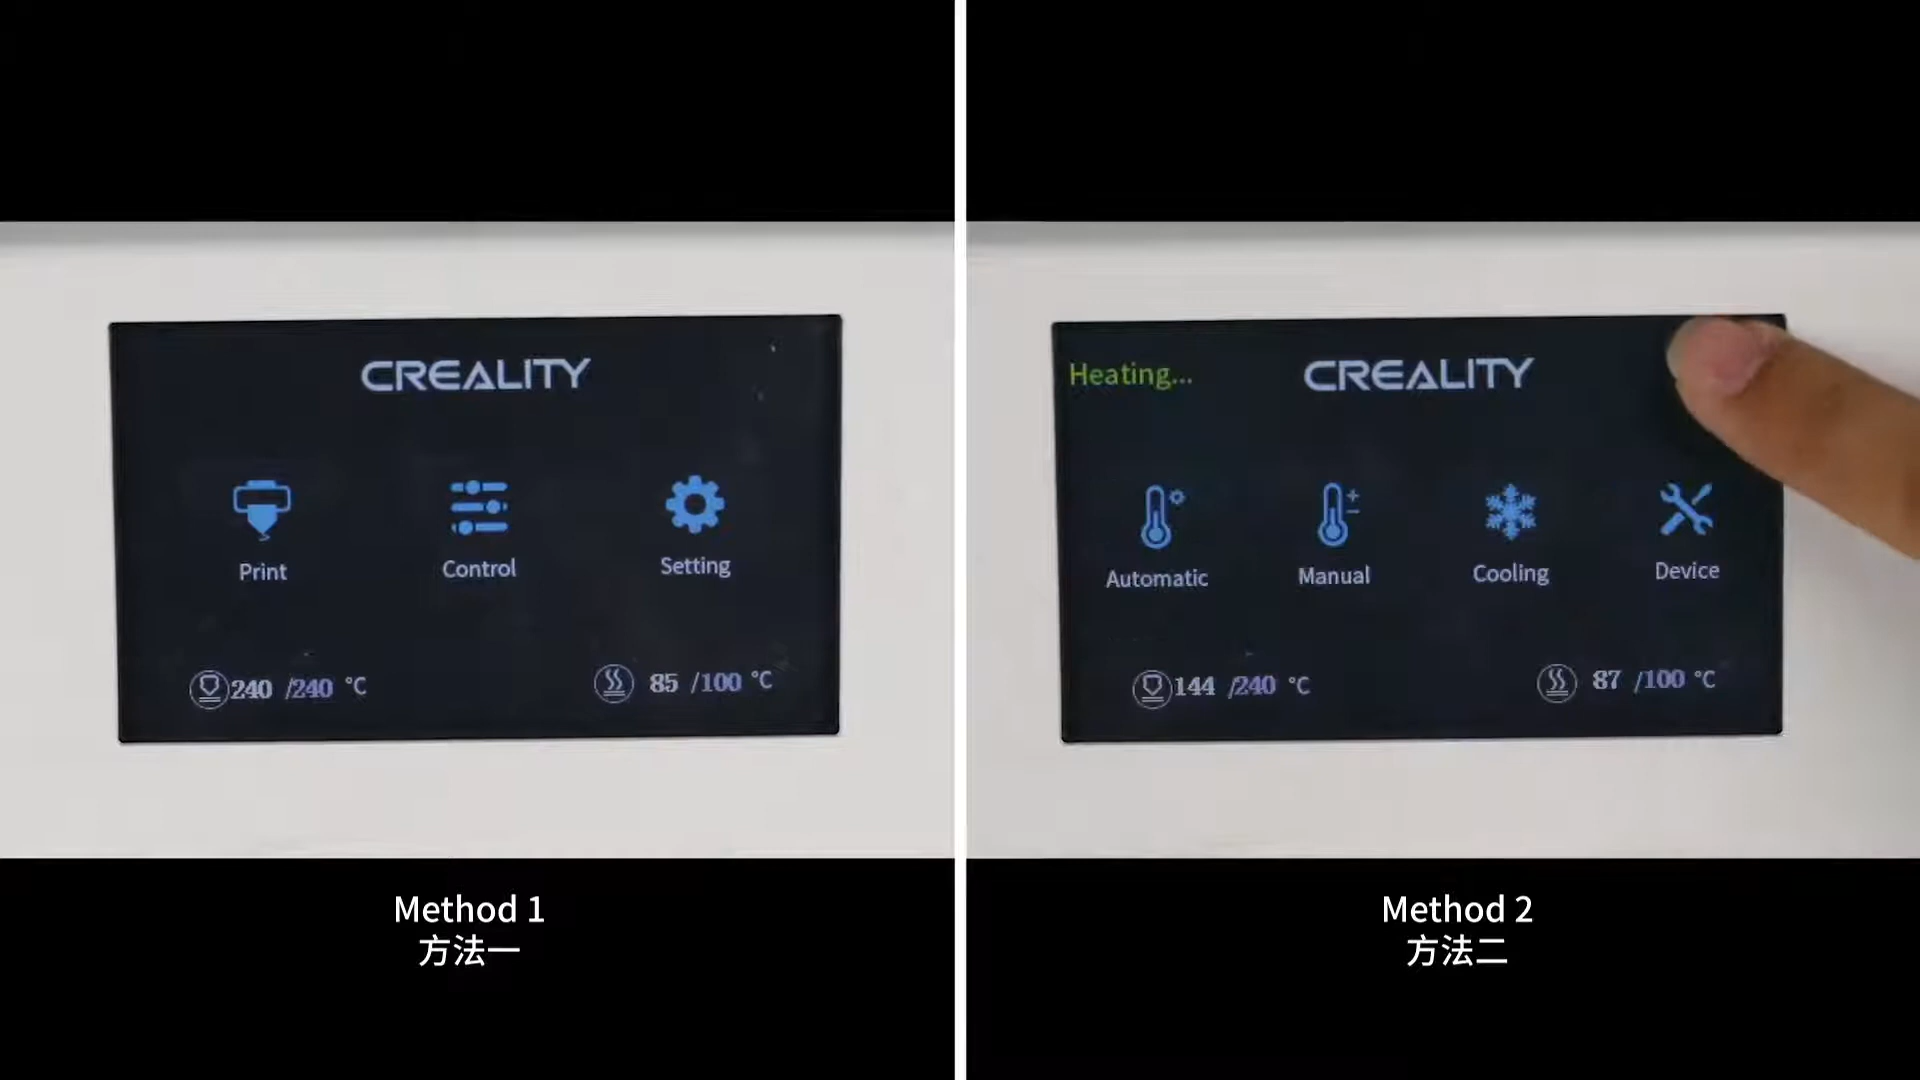 CREALITY
Print
Control
Setting
240 /240 ℃
85 /100 ℃
Method 1
方法一
Heating...
CREALITY
Automatic
Manual
Cooling
Device
144 /240 ℃
87 /100 ℃
Method 2
方法二